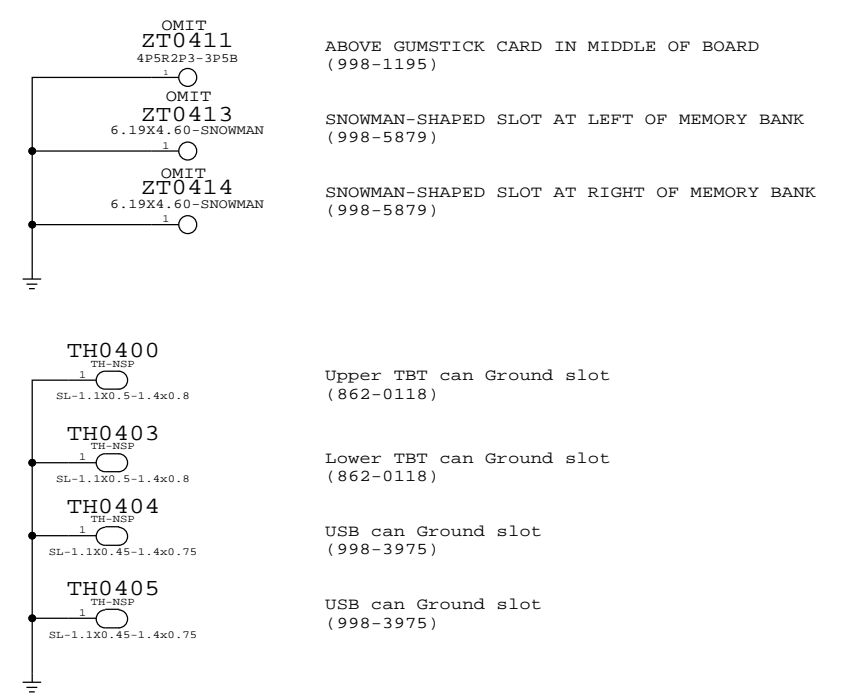 OMIT
ZT0411
4P5R2P3-3P5B
1
ABOVE GUMSTICK CARD IN MIDDLE OF BOARD
(998-1195)
OMIT
ZT0413
6.19X4.60-SNOWMAN
1
SNOWMAN-SHAPED SLOT AT LEFT OF MEMORY BANK
(998-5879)
OMIT
ZT0414
6.19X4.60-SNOWMAN
1
SNOWMAN-SHAPED SLOT AT RIGHT OF MEMORY BANK
(998-5879)
TH0400
TH-NSP
1
SL-1.1X0.5-1.4x0.8
Upper TBT can Ground slot
(862-0118)
TH0403
TH-NSP
1
SL-1.1X0.5-1.4x0.8
Lower TBT can Ground slot
(862-0118)
TH0404
TH-NSP
1
SL-1.1X0.45-1.4x0.75
USB can Ground slot
(998-3975)
TH0405
TH-NSP
1
SL-1.1X0.45-1.4x0.75
USB can Ground slot
(998-3975)